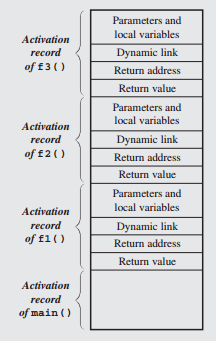 Activation
record
of f3()
Parameters and
local variables
Dynamic link
Return address
Return value
Activation
record
of f2()
Parameters and
local variables
Dynamic link
Return address
Return value
Activation
record
of f1()
Parameters and
local variables
Dynamic link
Return address
Return value
Activation
record
of main()